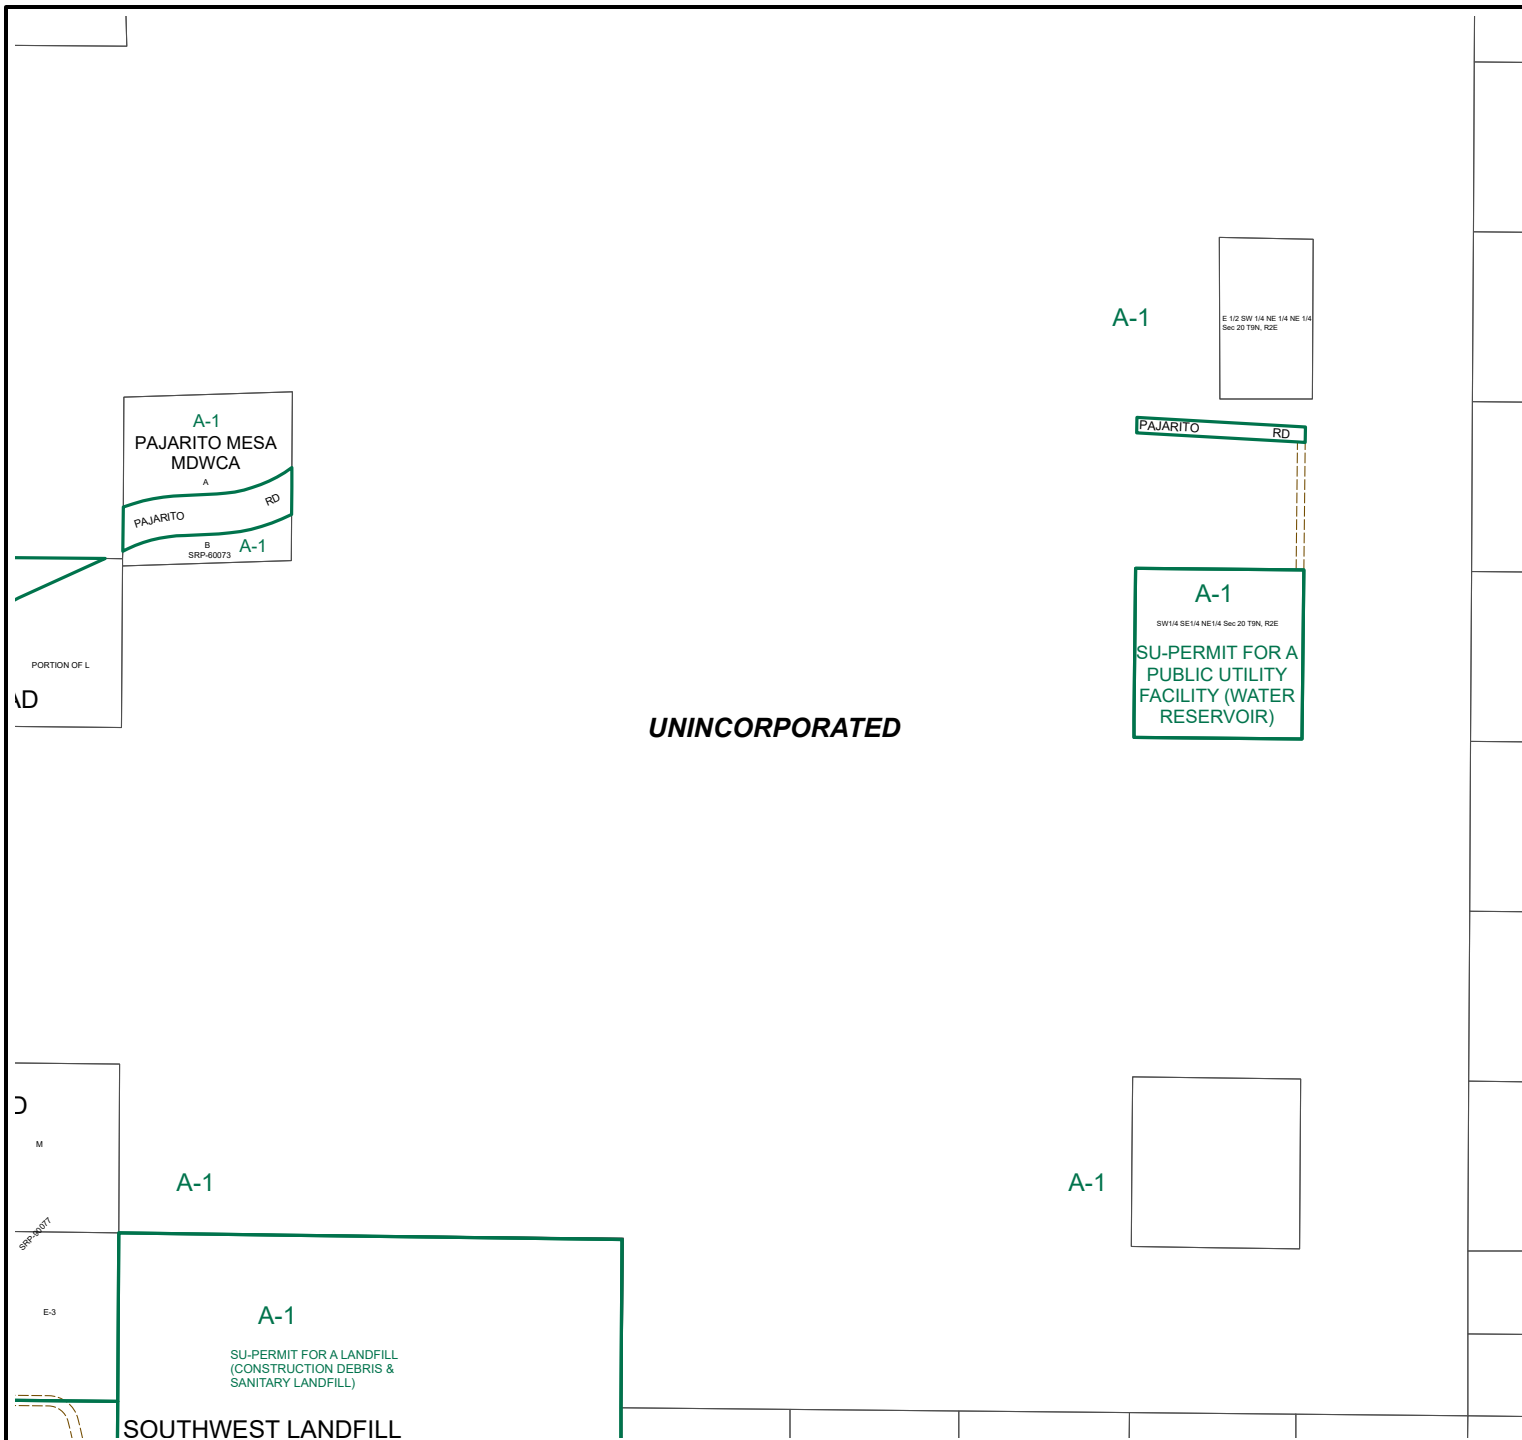 A-1
E 1/2 SW 1/4 NE 1/4 NE 1/4
Sec 20 T9N, R2E
A-1
PAJARITO MESA
MDWCA
A
PAJARITO RD
B
SRP-60073
A-1
PAJARITO RD
A-1
SW1/4 SE1/4 NE1/4 Sec 20 T9N, R2E
SU-PERMIT FOR A
PUBLIC UTILITY
FACILITY (WATER
RESERVOIR)
PORTION OF L
AD
UNINCORPORATED
M
A-1
A-1
SRP-90077
E-3
A-1
SU-PERMIT FOR A LANDFILL
(CONSTRUCTION DEBRIS &
SANITARY LANDFILL)
SOUTHWEST LANDFILL